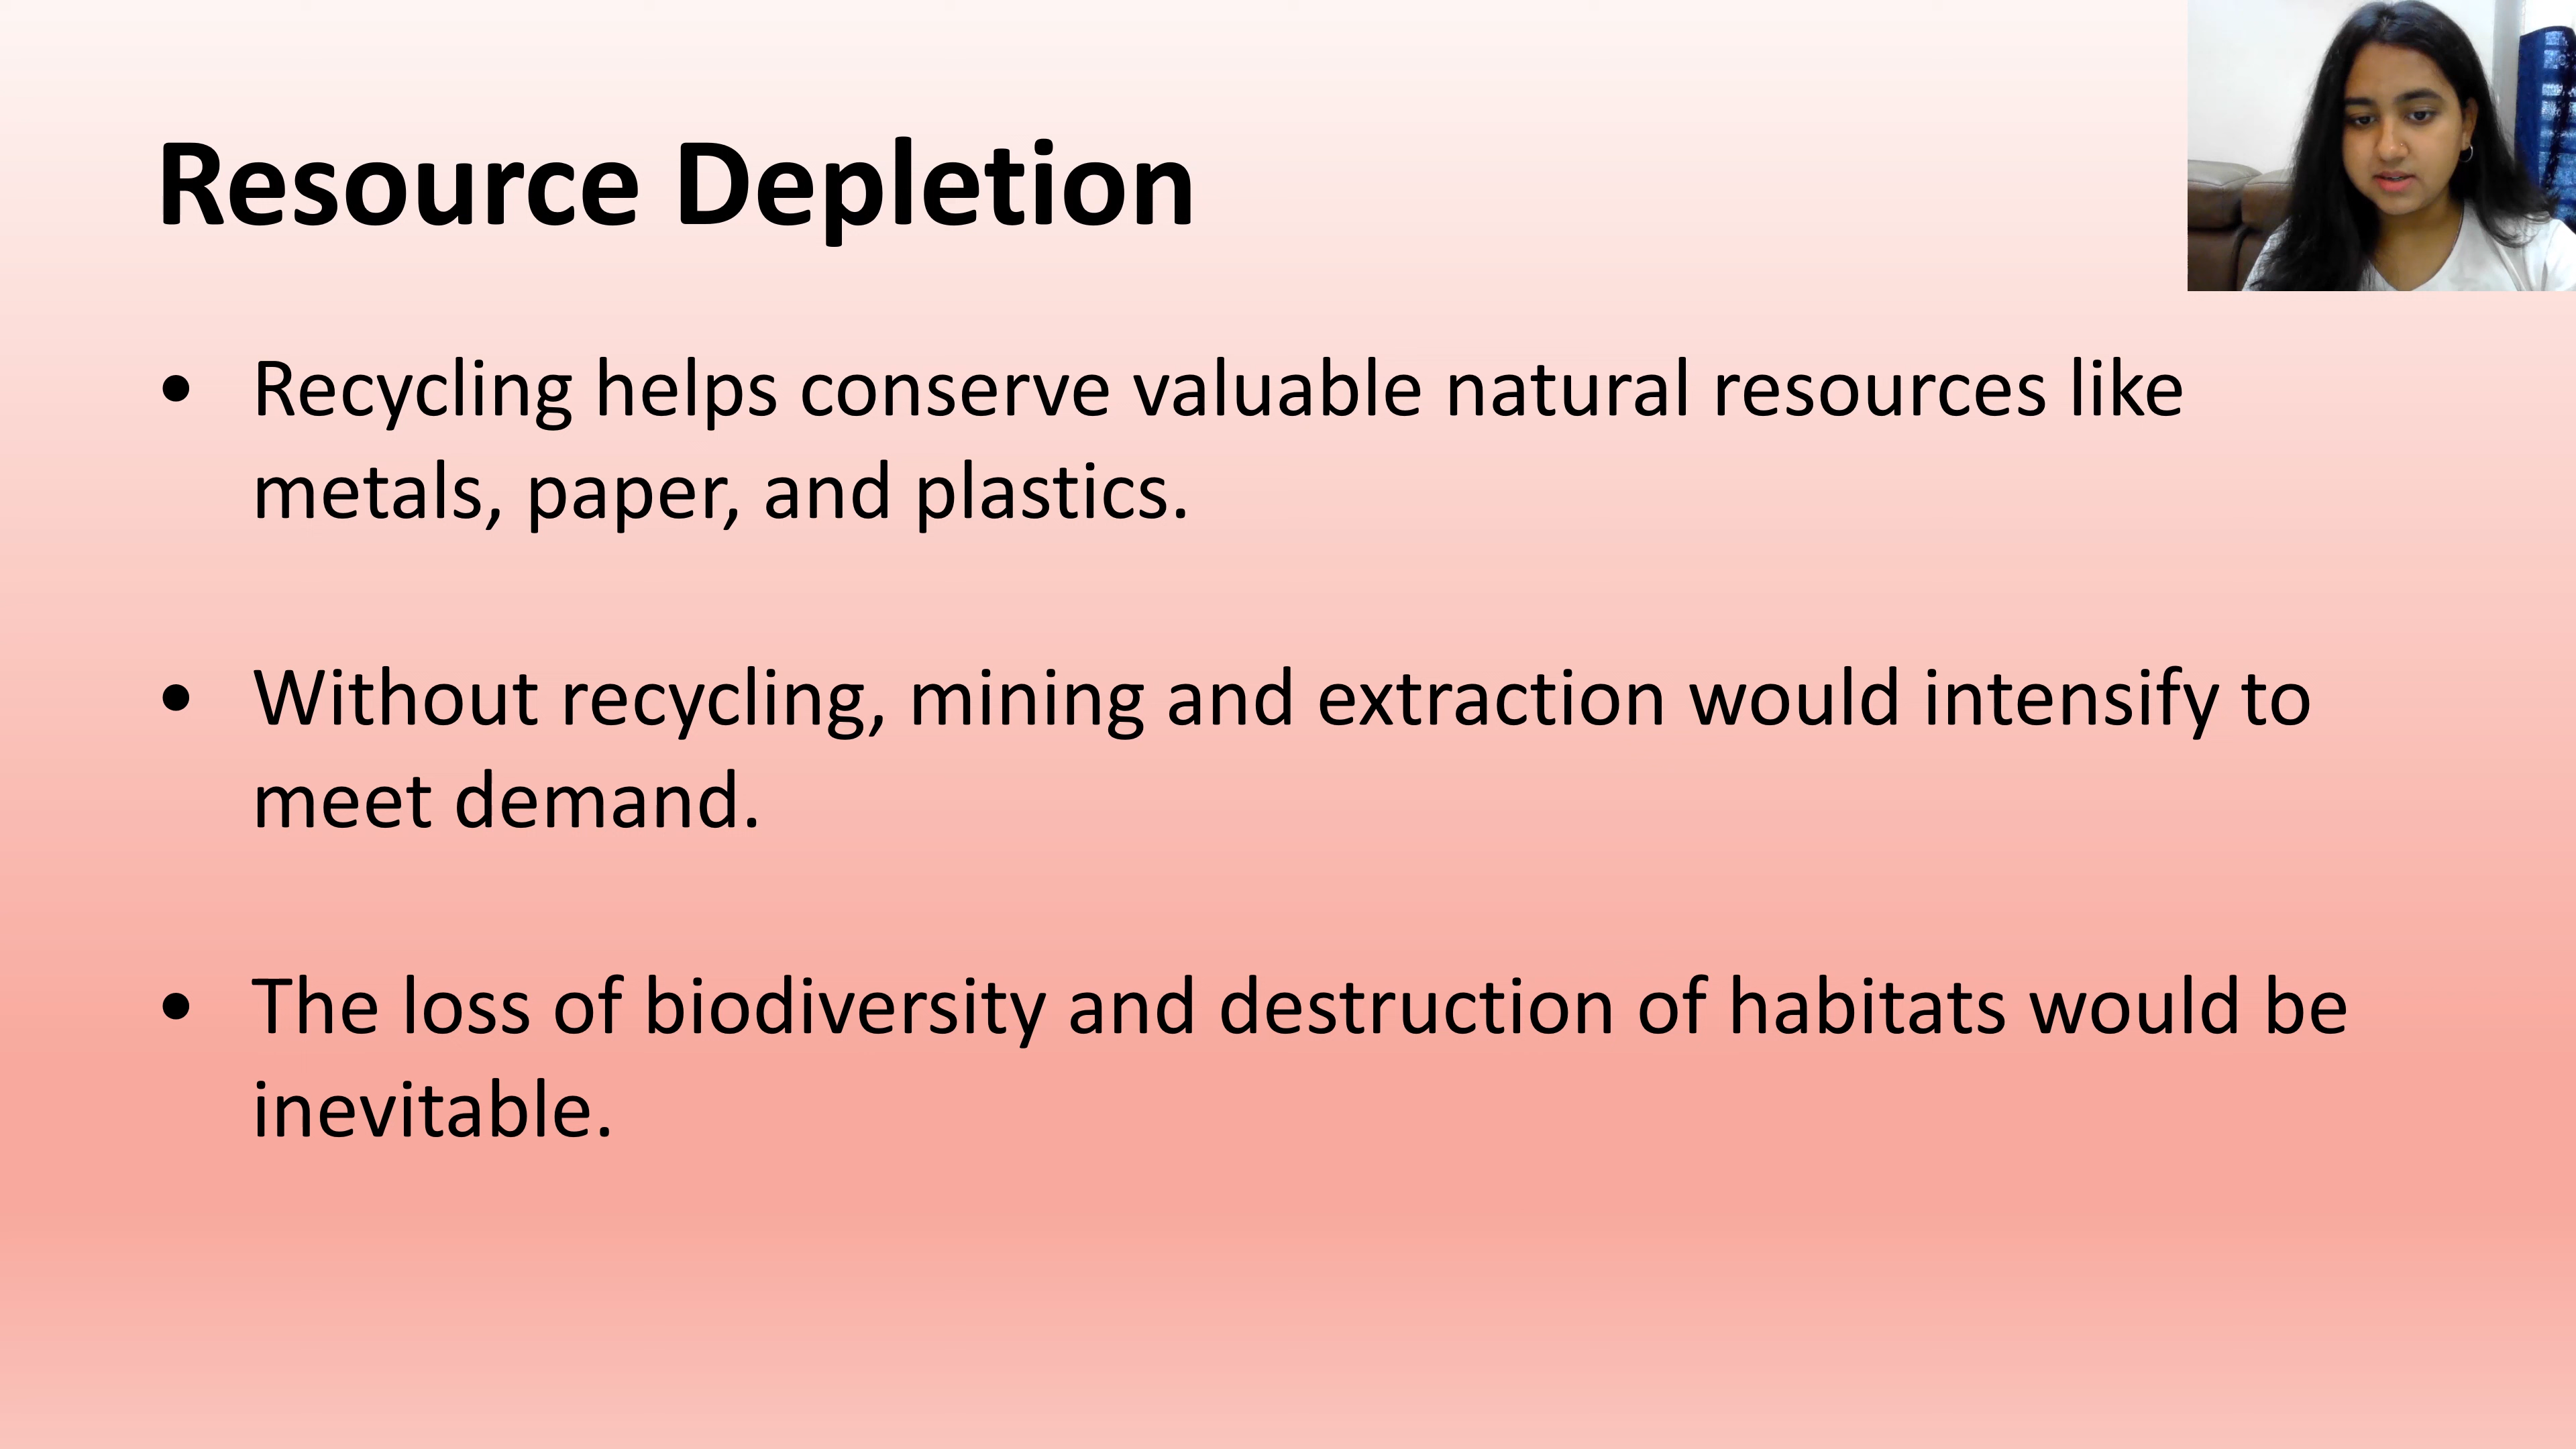 Resource Depletion
• Recycling helps conserve valuable natural resources like
metals, paper, and plastics.
• Without recycling, mining and extraction would intensify to
meet demand.
• The loss of biodiversity and destruction of habitats would be
inevitable.